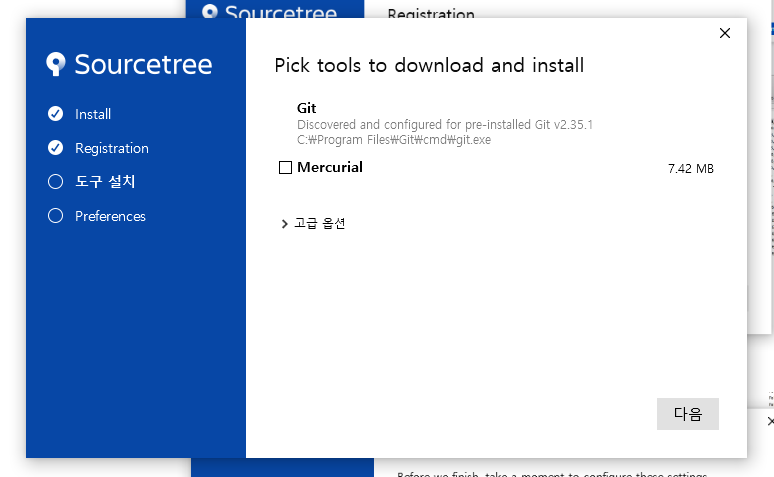 Sourcetree
Registration
Sourcetree
Install
Registration
도구 설치
Preferences
Pick tools to download and install
Git
Discovered and configured for pre-installed Git v2.35.1
C:₩Program Files₩Git₩cmd₩git.exe
Mercurial
7.42 MB
고급 옵션
다음
Before we finish, take a moment to configure these settings